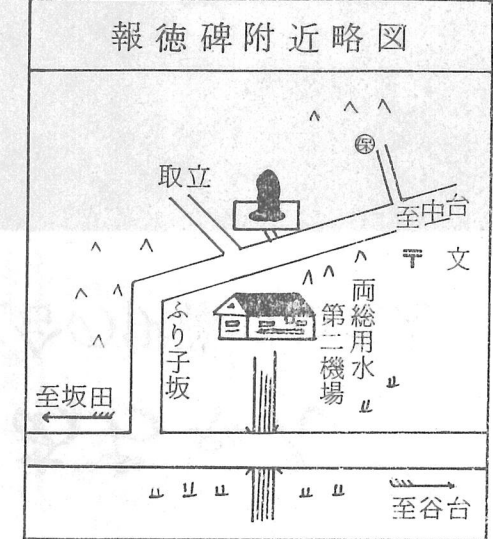 報徳碑附近略図
保
取立
至中台
〒 文
両総用水
第二機場
ふり子坂
至坂田
至谷台